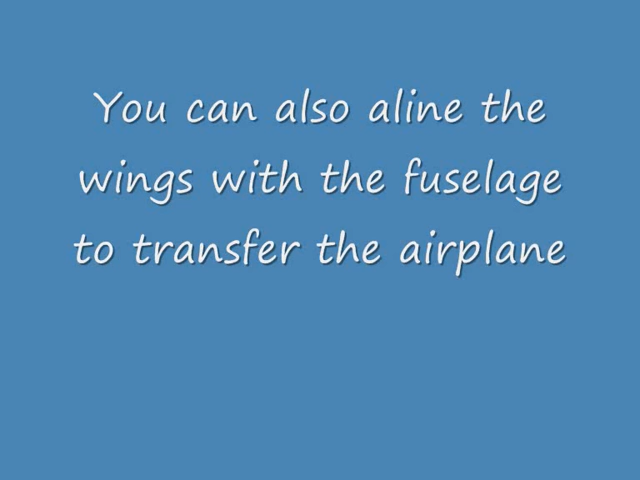 You can also aline the
wings with the fuselage
to transfer the airplane